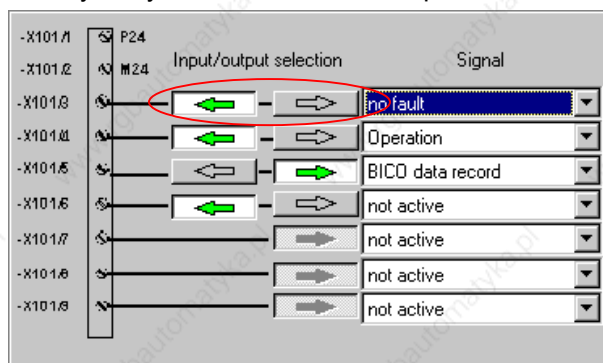 -X101/1 P24
-X101/2 M24
Input/output selection Signal
-X101/3 no fault
-X101/4 Operation
-X101/5 BICO data record
-X101/6 not active
-X101/7 not active
-X101/8 not active
-X101/9 not active